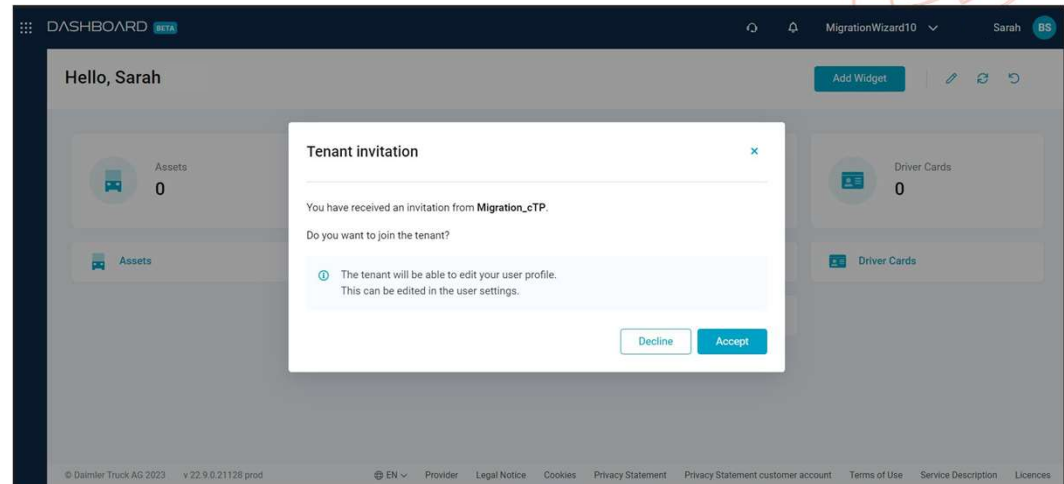 DASHBOARD BETA
MigrationWizard10
Sarah BS
Hello, Sarah
Add Widget
Assets
0
Driver Cards
0
Assets
Driver Cards
Tenant invitation
You have received an invitation from Migration_cTP.
Do you want to join the tenant?
The tenant will be able to edit your user profile.
This can be edited in the user settings.
Decline
Accept
© Daimler Truck AG 2023 v 22.9.0.21128 prod EN Provider Legal Notice Cookies Privacy Statement Privacy Statement customer account Terms of Use Service Description Licences